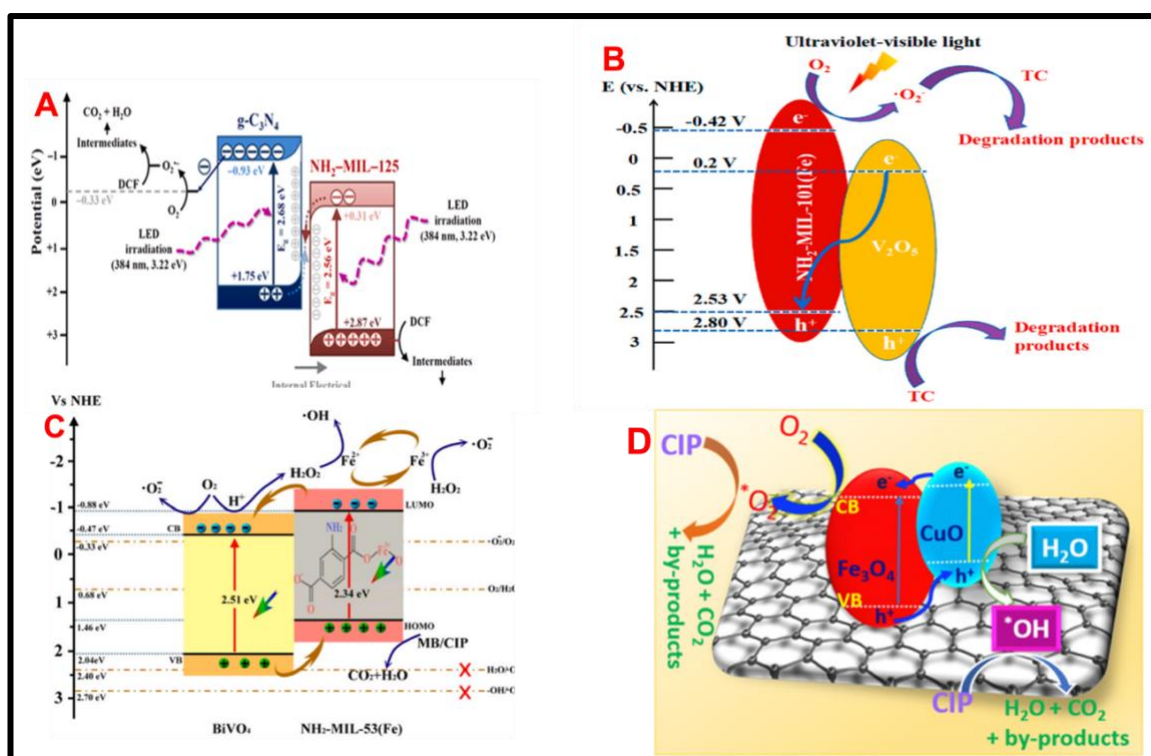 A
Potential (eV)
−1
0
+1
+2
+3
CO₂ + H₂O
Intermediates
O₂•−
DCF
−0.33 eV
O₂
g-C₃N₄
−0.93 eV
Eg = 2.68 eV
LED
irradiation
(384 nm, 3.22 eV)
+1.75 eV
NH₂−MIL−125
+0.31 eV
Eg = 2.56 eV
LED
irradiation
(384 nm, 3.22 eV)
+2.87 eV
DCF
Intermediates
Internal Electrical
B
Ultraviolet-visible light
E (vs. NHE)
O₂
·O₂⁻
TC
Degradation products
-0.5
0
0.5
1
1.5
2
2.5
3
-0.42 V
0.2 V
2.53 V
2.80 V
e⁻
NH₂-MIL-101(Fe)
h⁺
e⁻
V₂O₅
h⁺
Degradation
products
TC
Vs NHE
C
-2
-1
0
1
2
3
-0.88 eV
-0.47 eV
-0.33 eV
0.68 eV
1.46 eV
2.04eV
2.40 eV
2.70 eV
·O₂⁻
O₂
H⁺
H₂O₂
·OH
Fe²⁺
Fe³⁺
H₂O₂
·O₂⁻
CB
2.51 eV
VB
LUMO
NH₂
O
O
O
2.34 eV
HOMO
·O₂⁻/O₂
O₂/H₂O
MB/CIP
CO₂+H₂O
X
X
BiVO₄
NH₂-MIL-53(Fe)
D
CIP
O₂
*O₂⁻
H₂O + CO₂
+ by-products
CB
e⁻
Fe₃O₄
VB
h⁺
e⁻
CuO
h⁺
H₂O
*OH
CIP
H₂O + CO₂
+ by-products